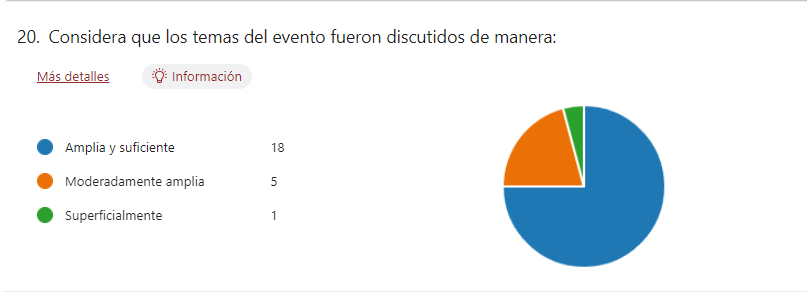 20. Considera que los temas del evento fueron discutidos de manera:
Más detalles Información
Amplia y suficiente 18
Moderadamente amplia 5
Superficialmente 1